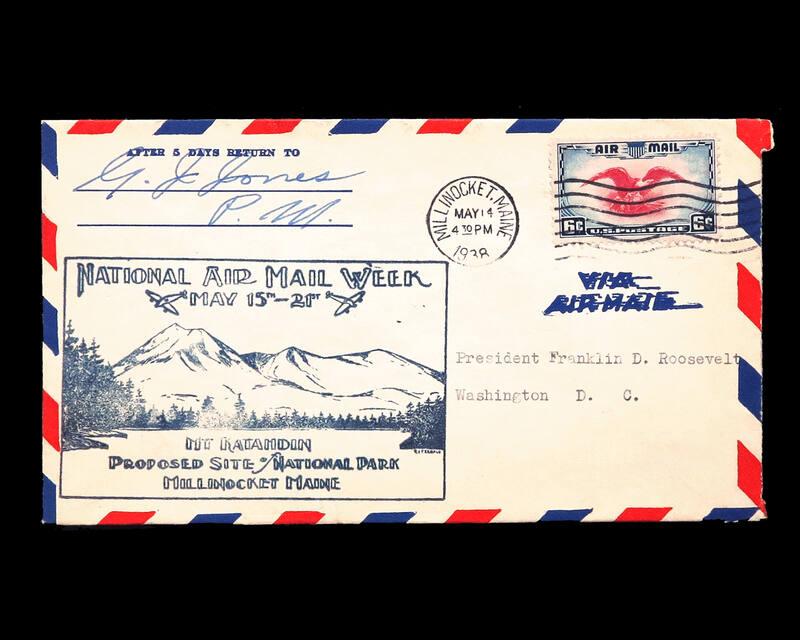 AFTER 5 DAYS RETURN TO
G. J. Jones
P. M.
MILLINOCKET, MAINE
MAY 14
4 30 PM
1938
AIR MAIL
6c 6c
U.S. POSTAGE
VIA
AIR MAIL
NATIONAL AIR MAIL WEEK
MAY 15TH-21ST
MT KATAHDIN
PROPOSED SITE of NATIONAL PARK
MILLINOCKET MAINE
President Franklin D. Roosevelt
Washington D. C.